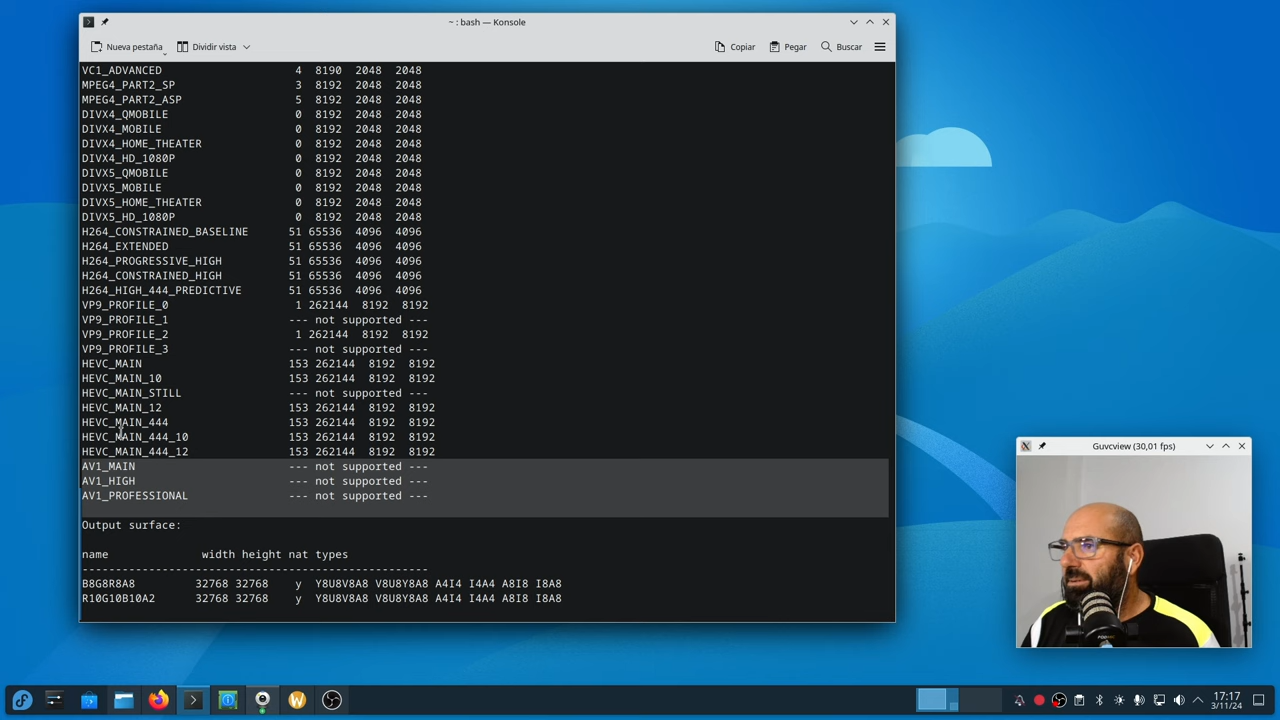 ~ : bash — Konsole
Nueva pestaña Dividir vista Copiar Pegar Buscar
VC1_ADVANCED 4 8190 2048 2048
MPEG4_PART2_SP 3 8192 2048 2048
MPEG4_PART2_ASP 5 8192 2048 2048
DIVX4_QMOBILE 0 8192 2048 2048
DIVX4_MOBILE 0 8192 2048 2048
DIVX4_HOME_THEATER 0 8192 2048 2048
DIVX4_HD_1080P 0 8192 2048 2048
DIVX5_QMOBILE 0 8192 2048 2048
DIVX5_MOBILE 0 8192 2048 2048
DIVX5_HOME_THEATER 0 8192 2048 2048
DIVX5_HD_1080P 0 8192 2048 2048
H264_CONSTRAINED_BASELINE 51 65536 4096 4096
H264_EXTENDED 51 65536 4096 4096
H264_PROGRESSIVE_HIGH 51 65536 4096 4096
H264_CONSTRAINED_HIGH 51 65536 4096 4096
H264_HIGH_444_PREDICTIVE 51 65536 4096 4096
VP9_PROFILE_0 1 262144 8192 8192
VP9_PROFILE_1 --- not supported ---
VP9_PROFILE_2 1 262144 8192 8192
VP9_PROFILE_3 --- not supported ---
HEVC_MAIN 153 262144 8192 8192
HEVC_MAIN_10 153 262144 8192 8192
HEVC_MAIN_STILL --- not supported ---
HEVC_MAIN_12 153 262144 8192 8192
HEVC_MAIN_444 153 262144 8192 8192
HEVC_MAIN_444_10 153 262144 8192 8192
HEVC_MAIN_444_12 153 262144 8192 8192
AV1_MAIN --- not supported ---
AV1_HIGH --- not supported ---
AV1_PROFESSIONAL --- not supported ---
Output surface:
name width height nat types
----------------------------------------------------
B8G8R8A8 32768 32768 y Y8U8V8A8 V8U8Y8A8 A4I4 I4A4 A8I8 I8A8
R10G10B10A2 32768 32768 y Y8U8V8A8 V8U8Y8A8 A4I4 I4A4 A8I8 I8A8
Guvcview (30,01 fps)
17:17
3/11/24